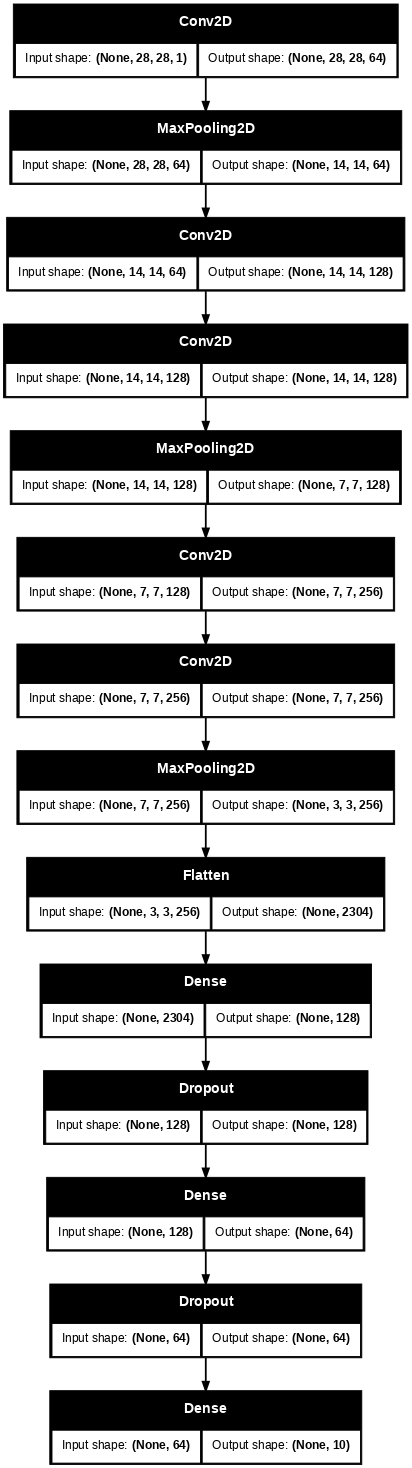 Conv2D
Input shape: (None, 28, 28, 1) Output shape: (None, 28, 28, 64)
MaxPooling2D
Input shape: (None, 28, 28, 64) Output shape: (None, 14, 14, 64)
Conv2D
Input shape: (None, 14, 14, 64) Output shape: (None, 14, 14, 128)
Conv2D
Input shape: (None, 14, 14, 128) Output shape: (None, 14, 14, 128)
MaxPooling2D
Input shape: (None, 14, 14, 128) Output shape: (None, 7, 7, 128)
Conv2D
Input shape: (None, 7, 7, 128) Output shape: (None, 7, 7, 256)
Conv2D
Input shape: (None, 7, 7, 256) Output shape: (None, 7, 7, 256)
MaxPooling2D
Input shape: (None, 7, 7, 256) Output shape: (None, 3, 3, 256)
Flatten
Input shape: (None, 3, 3, 256) Output shape: (None, 2304)
Dense
Input shape: (None, 2304) Output shape: (None, 128)
Dropout
Input shape: (None, 128) Output shape: (None, 128)
Dense
Input shape: (None, 128) Output shape: (None, 64)
Dropout
Input shape: (None, 64) Output shape: (None, 64)
Dense
Input shape: (None, 64) Output shape: (None, 10)